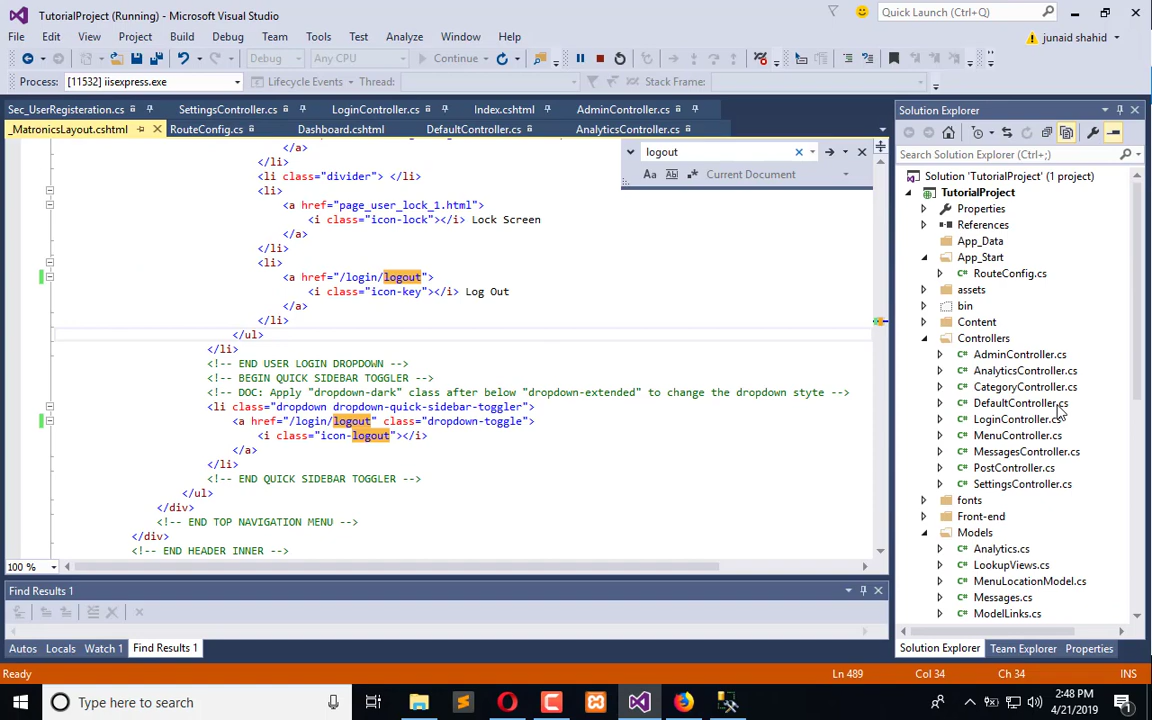 TutorialProject (Running) - Microsoft Visual Studio
Quick Launch (Ctrl+Q)
File Edit View Project Build Debug Team Tools Test Analyze Window Help
junaid shahid
Debug Any CPU Continue
Process: [11532] iisexpress.exe Lifecycle Events Thread: Stack Frame:
Sec_UserRegisteration.cs SettingsController.cs LoginController.cs Index.cshtml AdminController.cs
_MatronicsLayout.cshtml RouteConfig.cs Dashboard.cshtml DefaultController.cs AnalyticsController.cs
logout
Aa Current Document
</a>
</li>
<li class="divider"> </li>
<li>
<a href="page_user_lock_1.html">
<i class="icon-lock"></i> Lock Screen
</a>
</li>
<li>
<a href="/login/logout">
<i class="icon-key"></i> Log Out
</a>
</li>
</ul>
</li>
<!-- END USER LOGIN DROPDOWN -->
<!-- BEGIN QUICK SIDEBAR TOGGLER -->
<!-- DOC: Apply "dropdown-dark" class after below "dropdown-extended" to change the dropdown styte -->
<li class="dropdown dropdown-quick-sidebar-toggler">
<a href="/login/logout" class="dropdown-toggle">
<i class="icon-logout"></i>
</a>
</li>
<!-- END QUICK SIDEBAR TOGGLER -->
</ul>
</div>
<!-- END TOP NAVIGATION MENU -->
</div>
<!-- END HEADER INNER -->
100 %
Find Results 1
Autos Locals Watch 1 Find Results 1
Solution Explorer
Search Solution Explorer (Ctrl+;)
Solution 'TutorialProject' (1 project)
TutorialProject
Properties
References
App_Data
App_Start
C# RouteConfig.cs
assets
bin
Content
Controllers
C# AdminController.cs
C# AnalyticsController.cs
C# CategoryController.cs
C# DefaultController.cs
C# LoginController.cs
C# MenuController.cs
C# MessagesController.cs
C# PostController.cs
C# SettingsController.cs
fonts
Front-end
Models
C# Analytics.cs
C# LookupViews.cs
C# MenuLocationModel.cs
C# Messages.cs
C# ModelLinks.cs
Solution Explorer Team Explorer Properties
Ready Ln 489 Col 34 Ch 34 INS
Type here to search
2:48 PM
4/21/2019
1